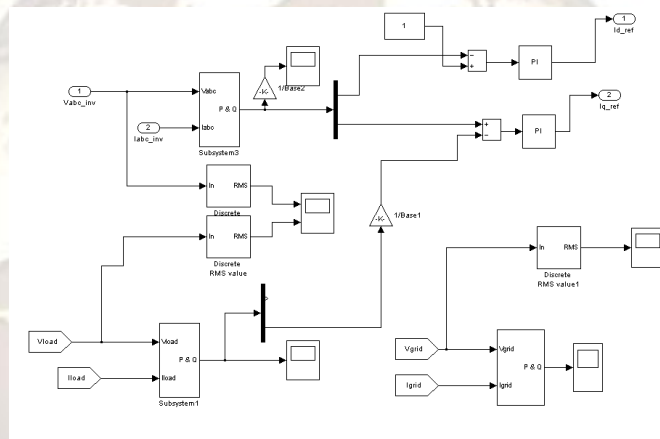 1
1
Id_ref
PI
2
Iq_ref
PI
1
Vabc_inv
2
Iabc_inv
Vabc
P & Q
Iabc
Subsystem3
-K-
1/Base2
In
RMS
Discrete
In
RMS
Discrete
RMS value
-K-
1/Base1
In
RMS
Discrete
RMS value1
Vload
Iload
Vload
P & Q
Iload
Subsystem1
Vgrid
Igrid
Vgrid
P & Q
Igrid